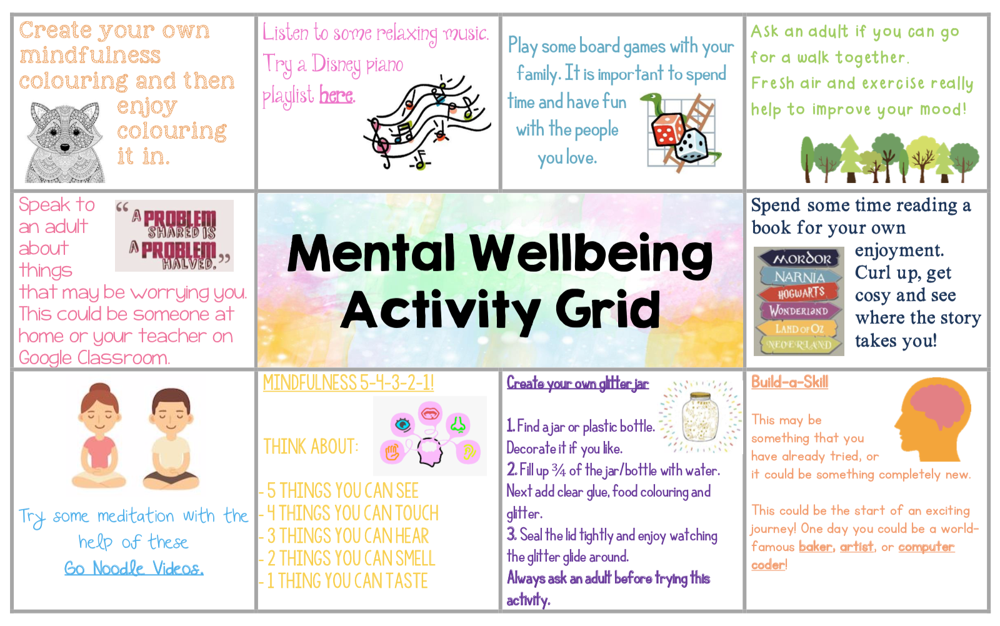 Create your own
mindfulness
colouring and then
enjoy
colouring
it in.
Listen to some relaxing music.
Try a Disney piano
playlist here.
Play some board games with your
family. It is important to spend
time and have fun
with the people
you love.
Ask an adult if you can go
for a walk together.
Fresh air and exercise really
help to improve your mood!
Speak to
an adult
about
things
that may be worrying you.
This could be someone at
home or your teacher on
Google Classroom.
“A PROBLEM
SHARED IS
A PROBLEM
HALVED.”
Mental Wellbeing
Activity Grid
Spend some time reading a
book for your own
enjoyment.
Curl up, get
cosy and see
where the story
takes you!
MORDOR
NARNIA
HOGWARTS
WONDERLAND
LAND OF OZ
NEVERLAND
Try some meditation with the
help of these
Go Noodle Videos.
MINDFULNESS 5-4-3-2-1!
THINK ABOUT:
- 5 THINGS YOU CAN SEE
- 4 THINGS YOU CAN TOUCH
- 3 THINGS YOU CAN HEAR
- 2 THINGS YOU CAN SMELL
- 1 THING YOU CAN TASTE
Create your own glitter jar
1. Find a jar or plastic bottle.
Decorate it if you like.
2. Fill up ¾ of the jar/bottle with water.
Next add clear glue, food colouring and
glitter.
3. Seal the lid tightly and enjoy watching
the glitter glide around.
Always ask an adult before trying this
activity.
Build-a-Skill
This may be
something that you
have already tried, or
it could be something completely new.
This could be the start of an exciting
journey! One day you could be a world-
famous baker, artist, or computer
coder!